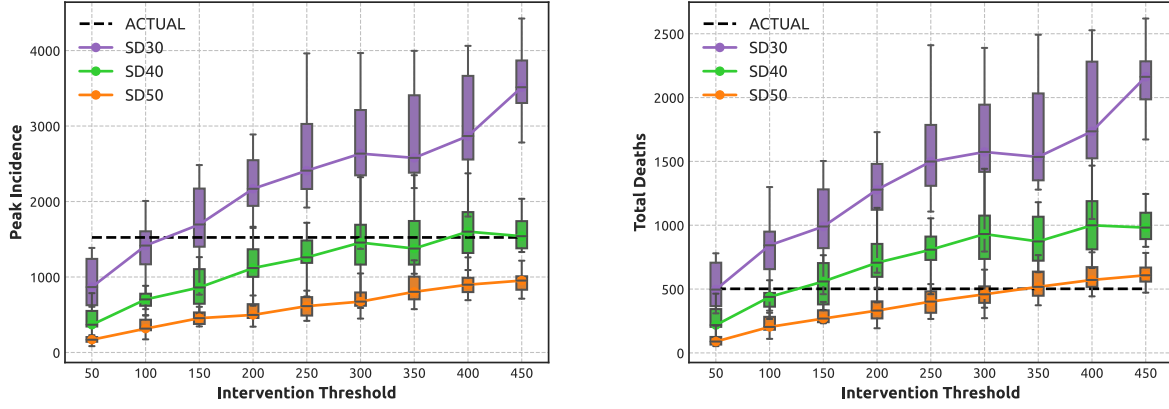 ACTUAL
SD30
SD40
SD50
Peak Incidence
4000
3000
2000
1000
0
50 100 150 200 250 300 350 400 450
Intervention Threshold
ACTUAL
SD30
SD40
SD50
Total Deaths
2500
2000
1500
1000
500
0
50 100 150 200 250 300 350 400 450
Intervention Threshold